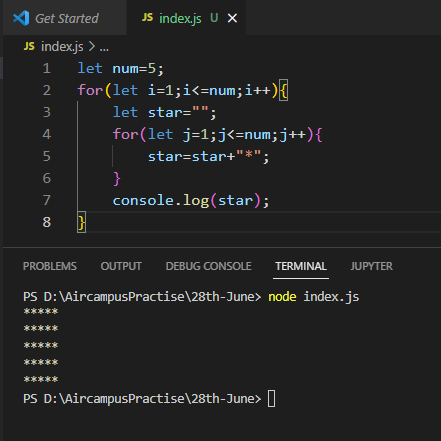 Get Started
JS index.js U ×
JS index.js > ...
1 let num=5;
2 for(let i=1;i<=num;i++){
3 let star="";
4 for(let j=1;j<=num;j++){
5 star=star+"*";
6 }
7 console.log(star);
8 }
PROBLEMS OUTPUT DEBUG CONSOLE TERMINAL JUPYTER
PS D:\AircampusPractise\28th-June> node index.js
*****
*****
*****
*****
*****
PS D:\AircampusPractise\28th-June>